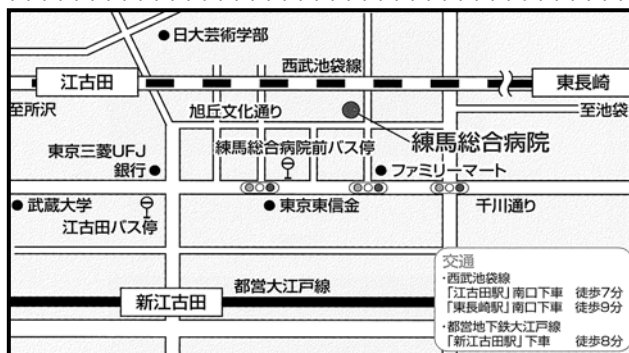 日大芸術学部
西武池袋線
江古田
東長崎
至所沢
旭丘文化通り
至池袋
練馬総合病院
東京三菱UFJ
銀行
練馬総合病院前バス停
ファミリーマート
武蔵大学
江古田バス停
東京東信金
千川通り
都営大江戸線
新江古田
交通
・西武池袋線
「江古田駅」南口下車 徒歩7分
「東長崎駅」南口下車 徒歩9分
・都営地下鉄大江戸線
「新江古田駅」下車 徒歩8分